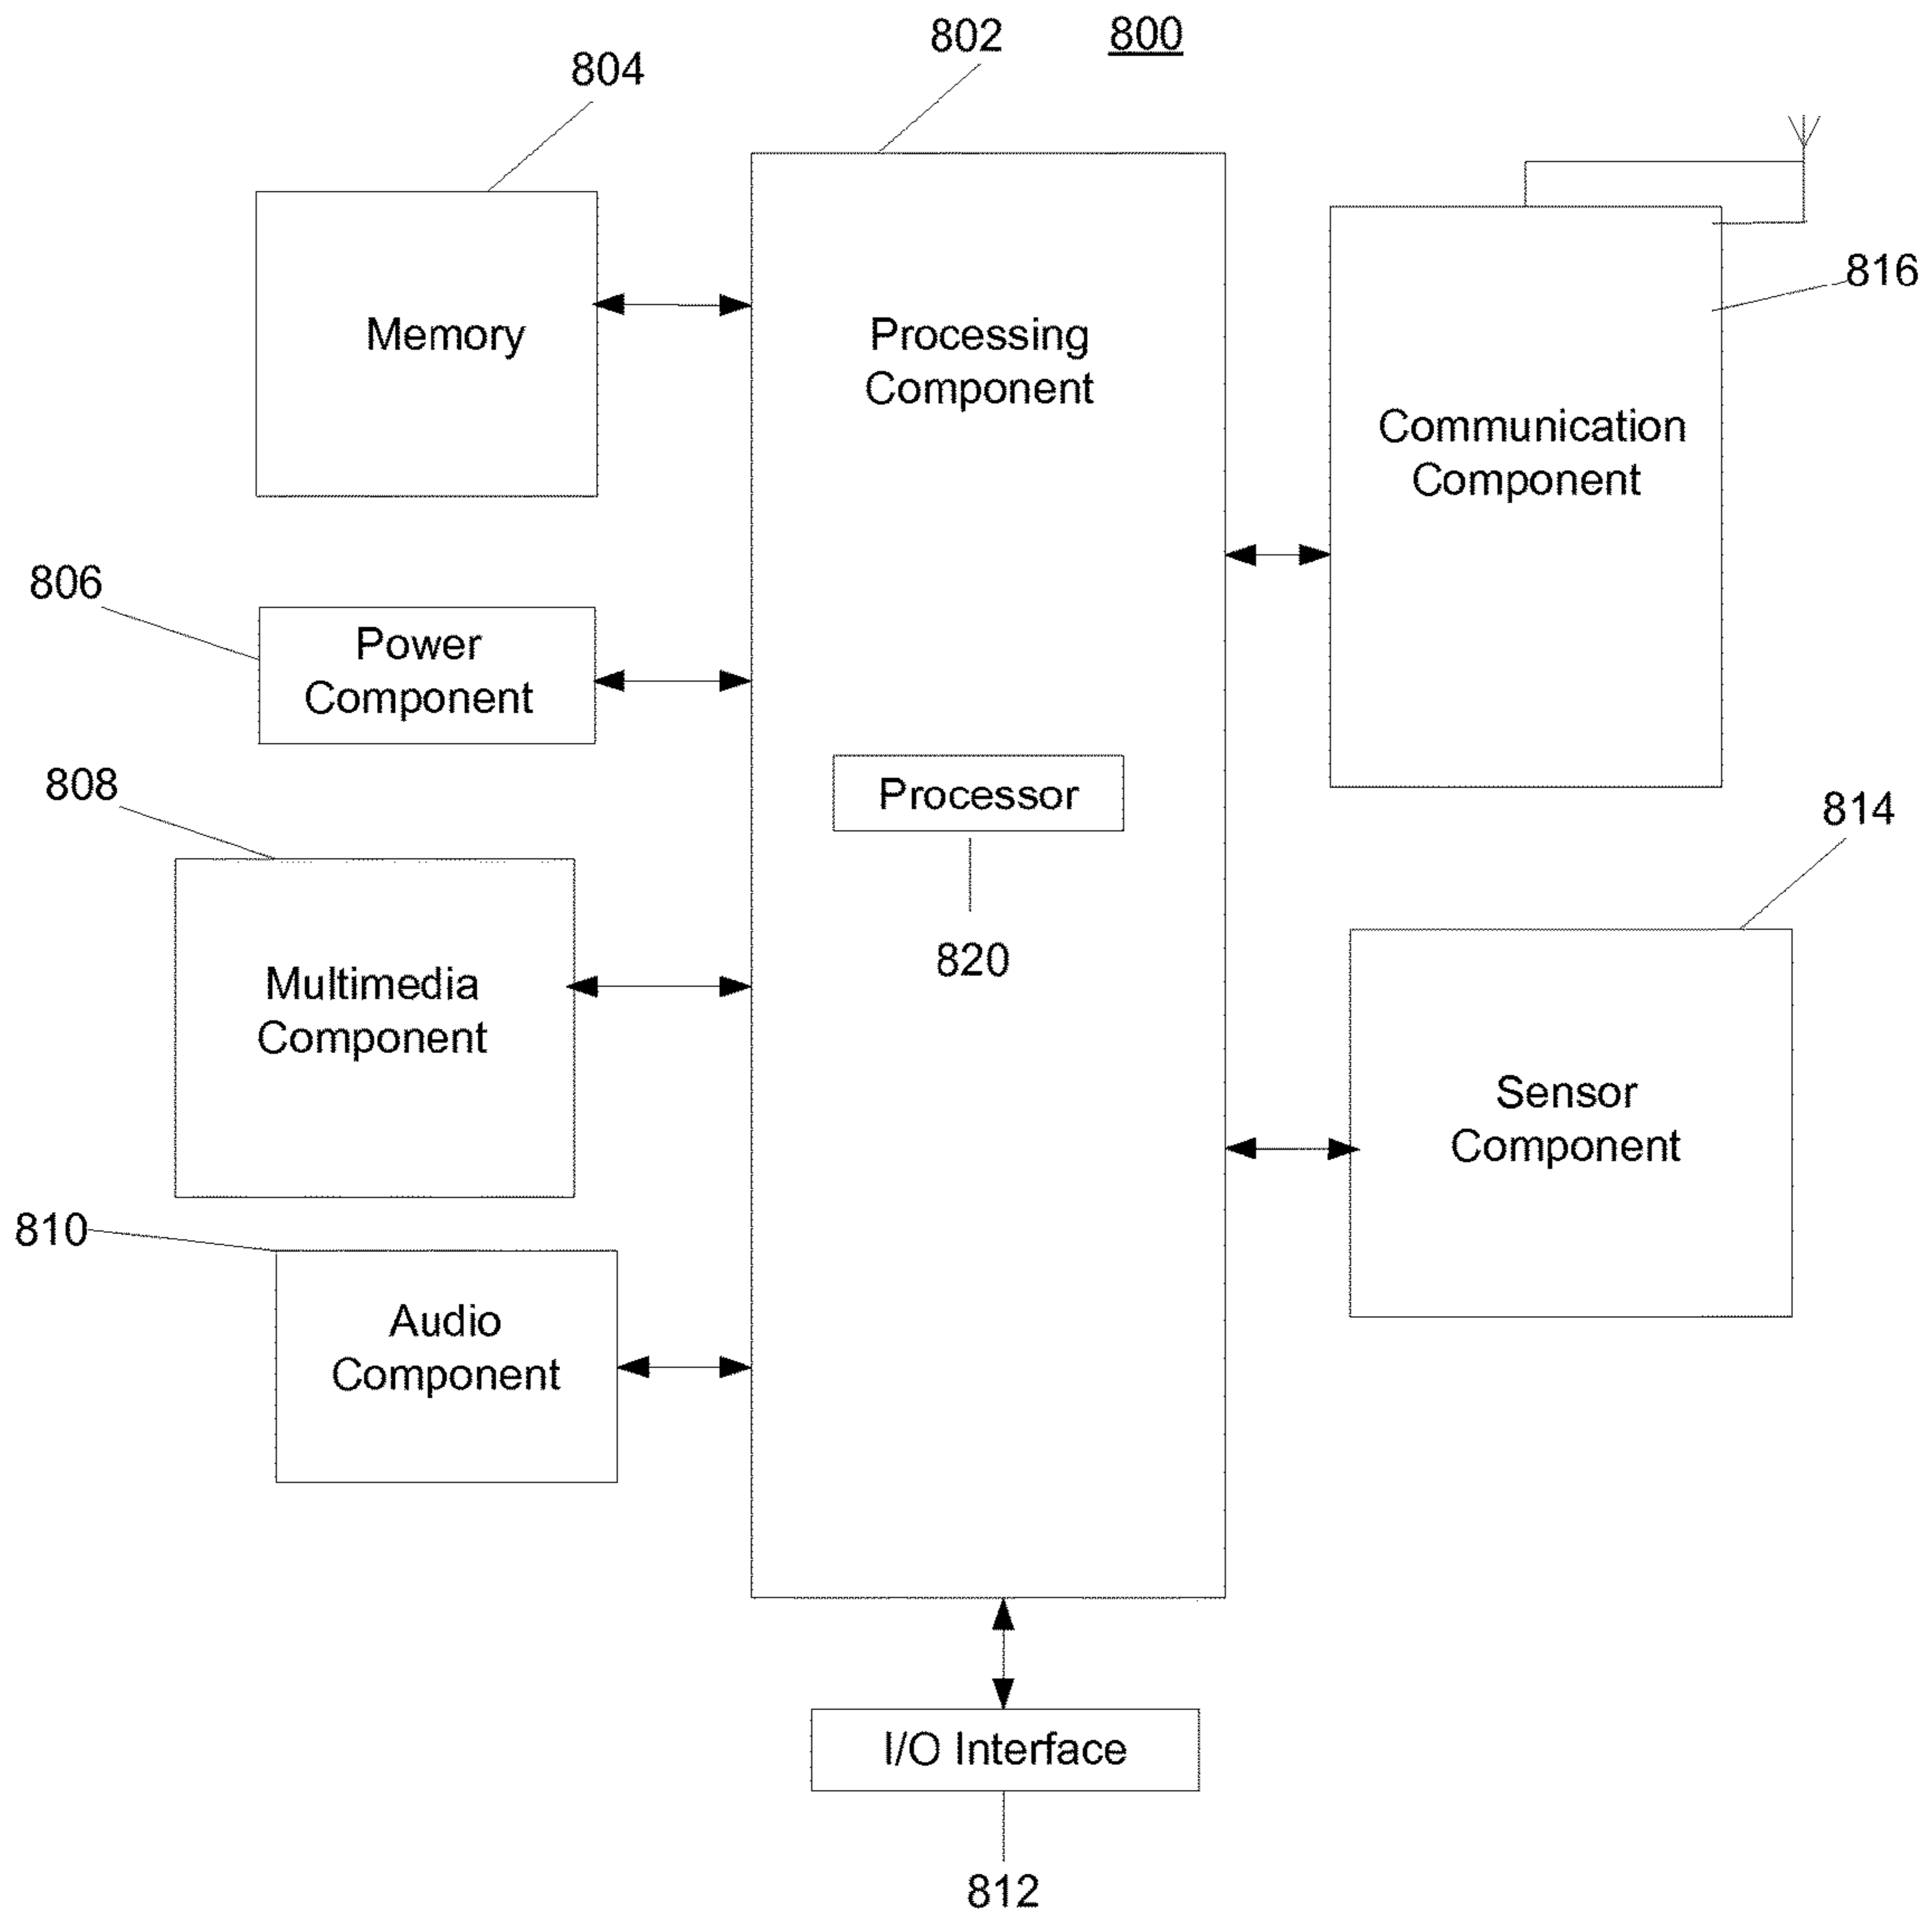 802
800
804
816
Memory
Processing
Component
Communication
Component
806
Power
Component
808
Processor
814
820
Multimedia
Component
Sensor
Component
810
Audio
Component
I/O Interface
812